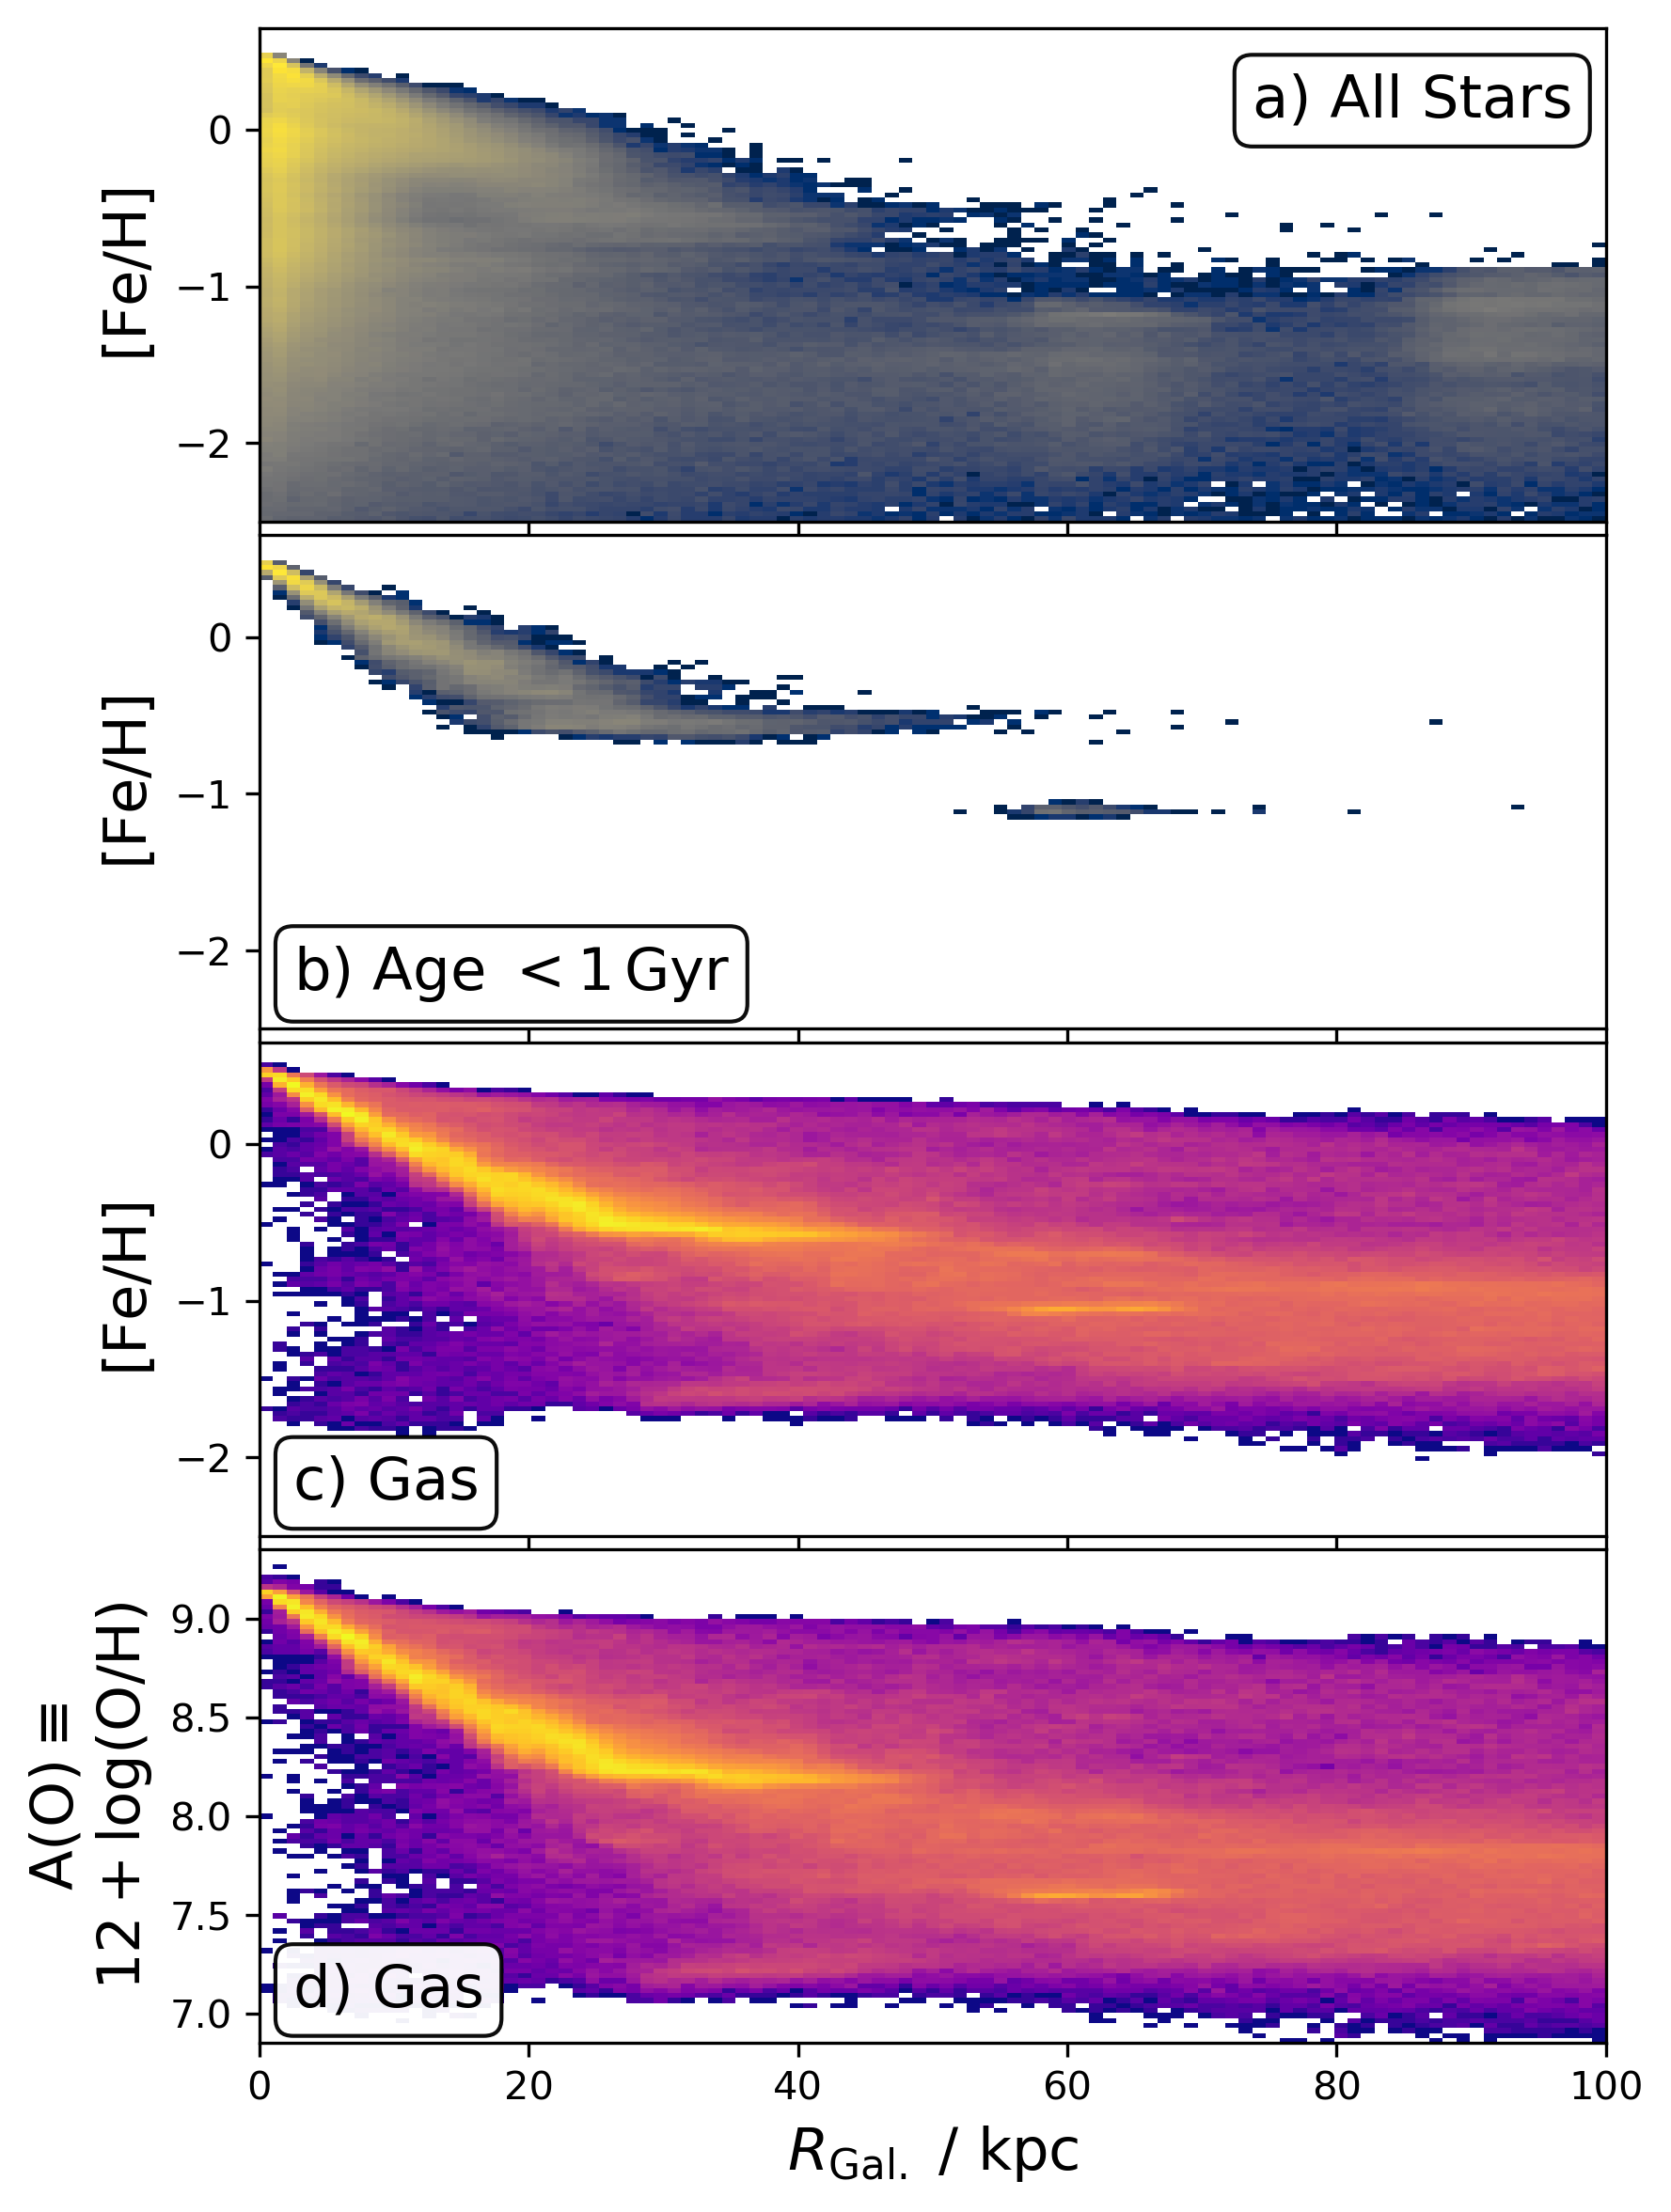 a) All Stars
[Fe/H]
0
−1
−2
[Fe/H]
0
−1
−2
b) Age < 1 Gyr
[Fe/H]
0
−1
−2
c) Gas
A(O) ≡
12 + log(O/H)
9.0
8.5
8.0
7.5
7.0
d) Gas
0 20 40 60 80 100
R_Gal. / kpc